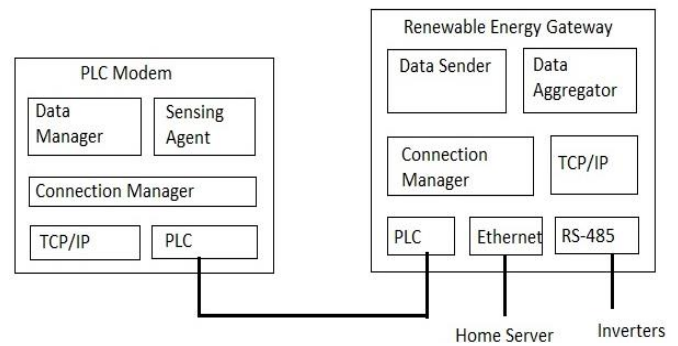 Renewable Energy Gateway
PLC Modem
Data Sender
Data
Aggregator
Data
Manager
Sensing
Agent
Connection
Manager
TCP/IP
Connection Manager
TCP/IP
PLC
PLC
Ethernet
RS-485
Home Server
Inverters